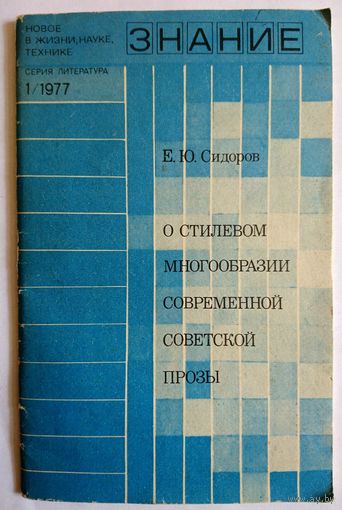 НОВОЕ
В ЖИЗНИ, НАУКЕ,
ТЕХНИКЕ
ЗНАНИЕ
СЕРИЯ ЛИТЕРАТУРА
1/1977
Е. Ю. Сидоров
О СТИЛЕВОМ
МНОГООБРАЗИИ
СОВРЕМЕННОЙ
СОВЕТСКОЙ
ПРОЗЫ